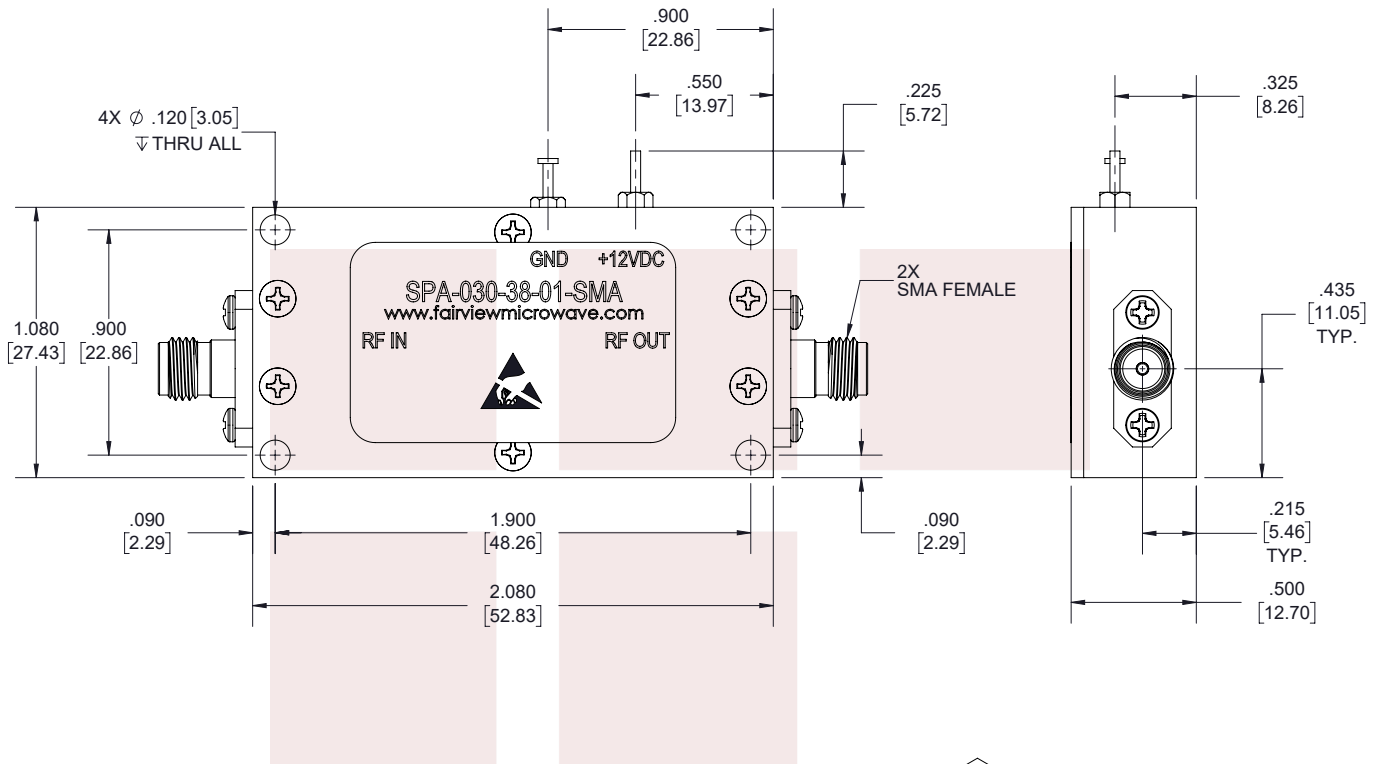 .900
[22.86]
.550
[13.97]
.225
[5.72]
.325
[8.26]
4X ⌀ .120 [3.05]
↧ THRU ALL
GND +12VDC
SPA-030-38-01-SMA
www.fairviewmicrowave.com
RF IN RF OUT
2X
SMA FEMALE
1.080
[27.43]
.900
[22.86]
.435
[11.05]
TYP.
.090
[2.29]
1.900
[48.26]
.090
[2.29]
.215
[5.46]
TYP.
2.080
[52.83]
.500
[12.70]